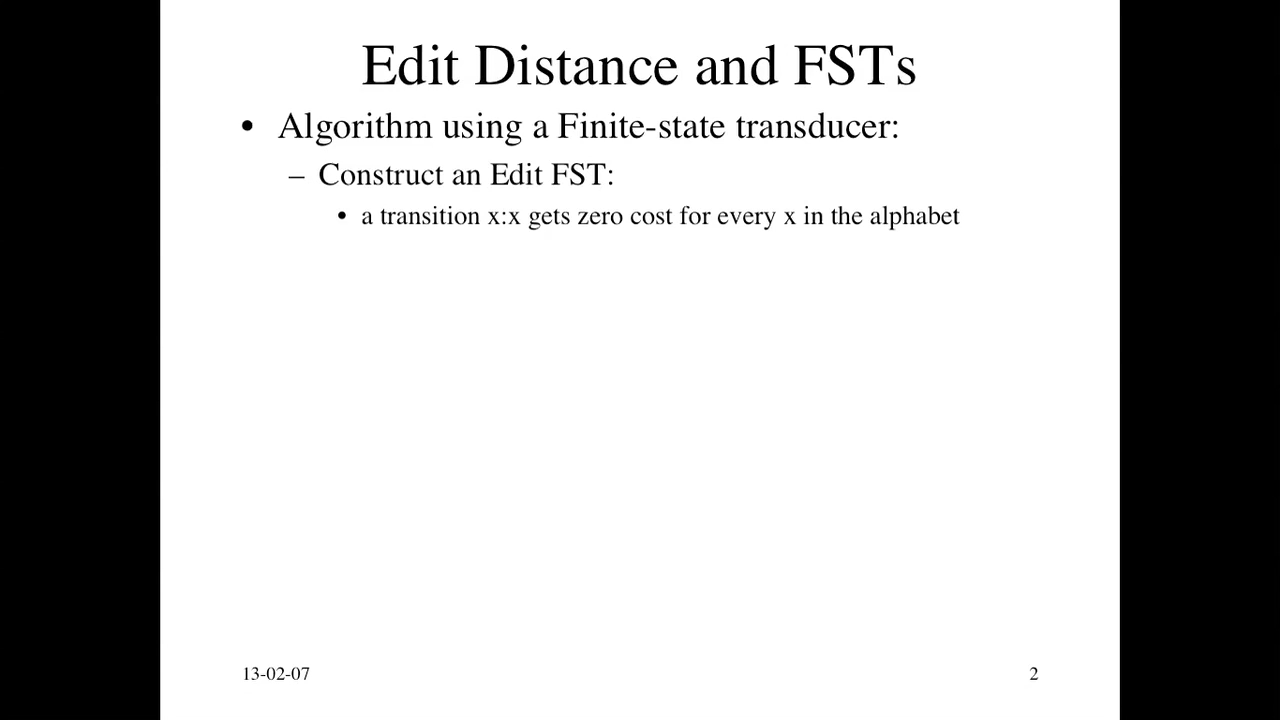 Edit Distance and FSTs
• Algorithm using a Finite-state transducer:
– Construct an Edit FST:
• a transition x:x gets zero cost for every x in the alphabet
13-02-07
2